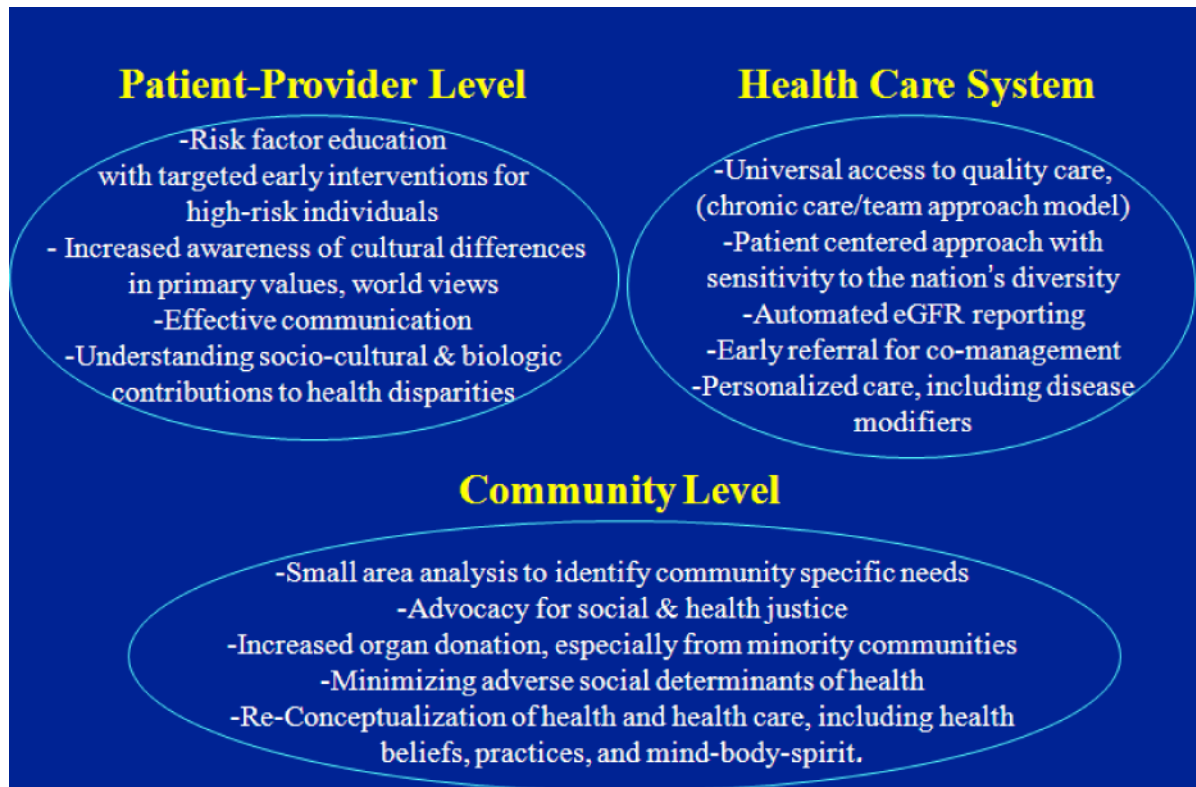 Patient-Provider Level
-Risk factor education
with targeted early interventions for
high-risk individuals
- Increased awareness of cultural differences
in primary values, world views
-Effective communication
-Understanding socio-cultural & biologic
contributions to health disparities
Health Care System
-Universal access to quality care,
(chronic care/team approach model)
-Patient centered approach with
sensitivity to the nation's diversity
-Automated eGFR reporting
-Early referral for co-management
-Personalized care, including disease
modifiers
Community Level
-Small area analysis to identify community specific needs
-Advocacy for social & health justice
-Increased organ donation, especially from minority communities
-Minimizing adverse social determinants of health
-Re-Conceptualization of health and health care, including health
beliefs, practices, and mind-body-spirit.